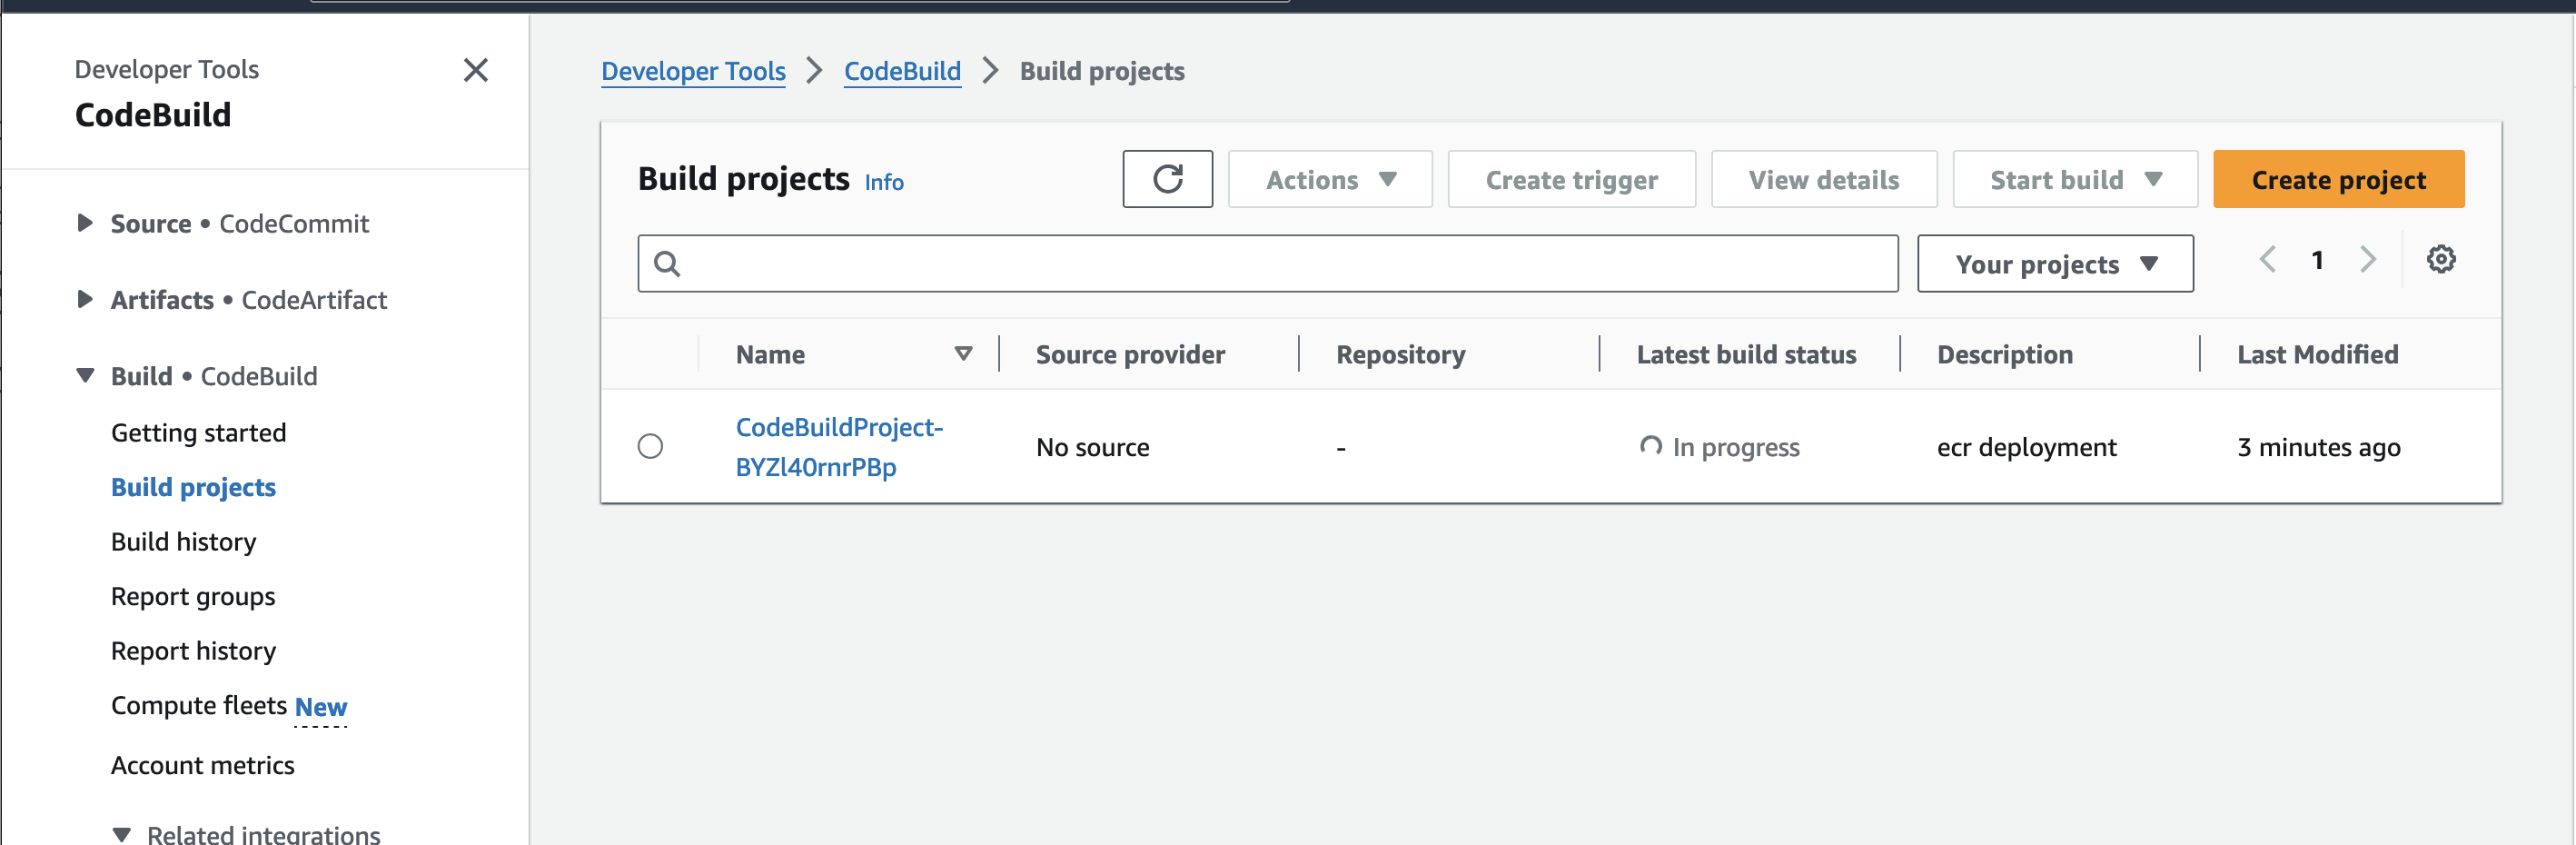 Developer Tools
CodeBuild
Source • CodeCommit
Artifacts • CodeArtifact
Build • CodeBuild
Getting started
Build projects
Build history
Report groups
Report history
Compute fleets New
Account metrics
Related integrations
Developer Tools > CodeBuild > Build projects
Build projects Info
Actions
Create trigger
View details
Start build
Create project
Your projects
1
Name Source provider Repository Latest build status Description Last Modified
CodeBuildProject-
BYZl40rnrPBp
No source - In progress ecr deployment 3 minutes ago